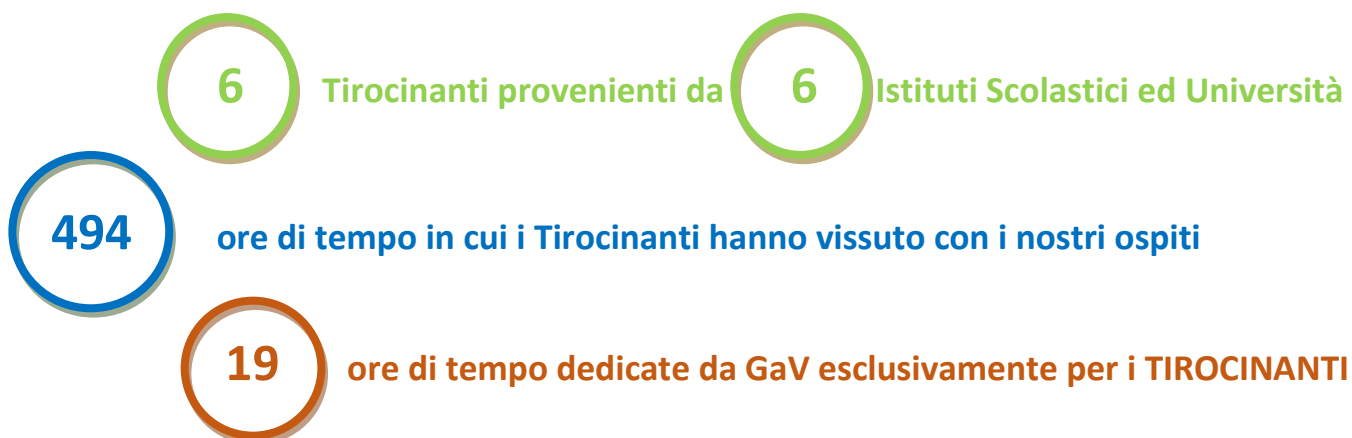 6 Tirocinanti provenienti da 6 Istituti Scolastici ed Università
494 ore di tempo in cui i Tirocinanti hanno vissuto con i nostri ospiti
19 ore di tempo dedicate da GaV esclusivamente per i TIROCINANTI